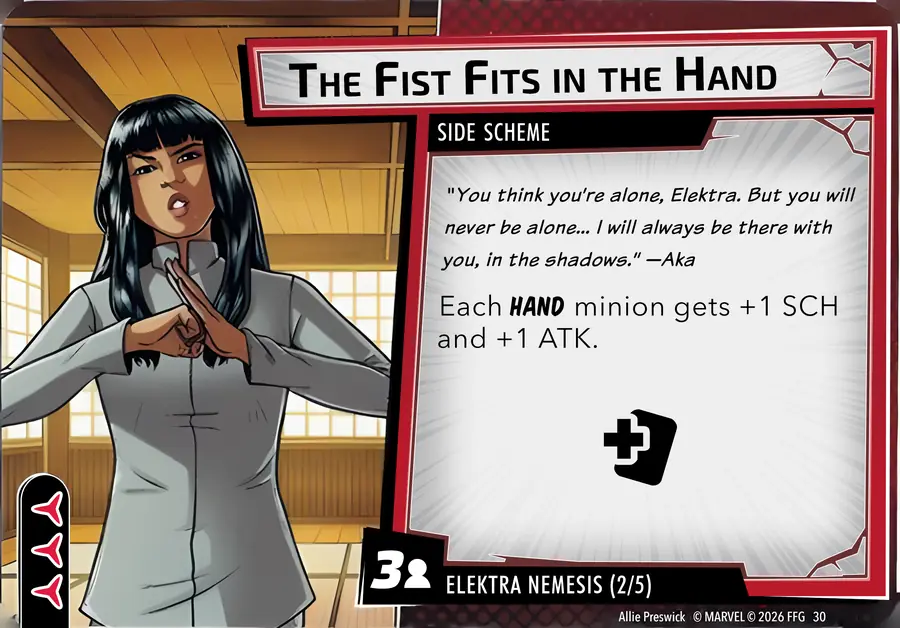 The Fist Fits in the Hand
SIDE SCHEME
"You think you're alone, Elektra. But you will
never be alone... I will always be there with
you, in the shadows." —Aka
Each HAND minion gets +1 SCH
and +1 ATK.
3
ELEKTRA NEMESIS (2/5)
Allie Preswick © MARVEL © 2026 FFG 30